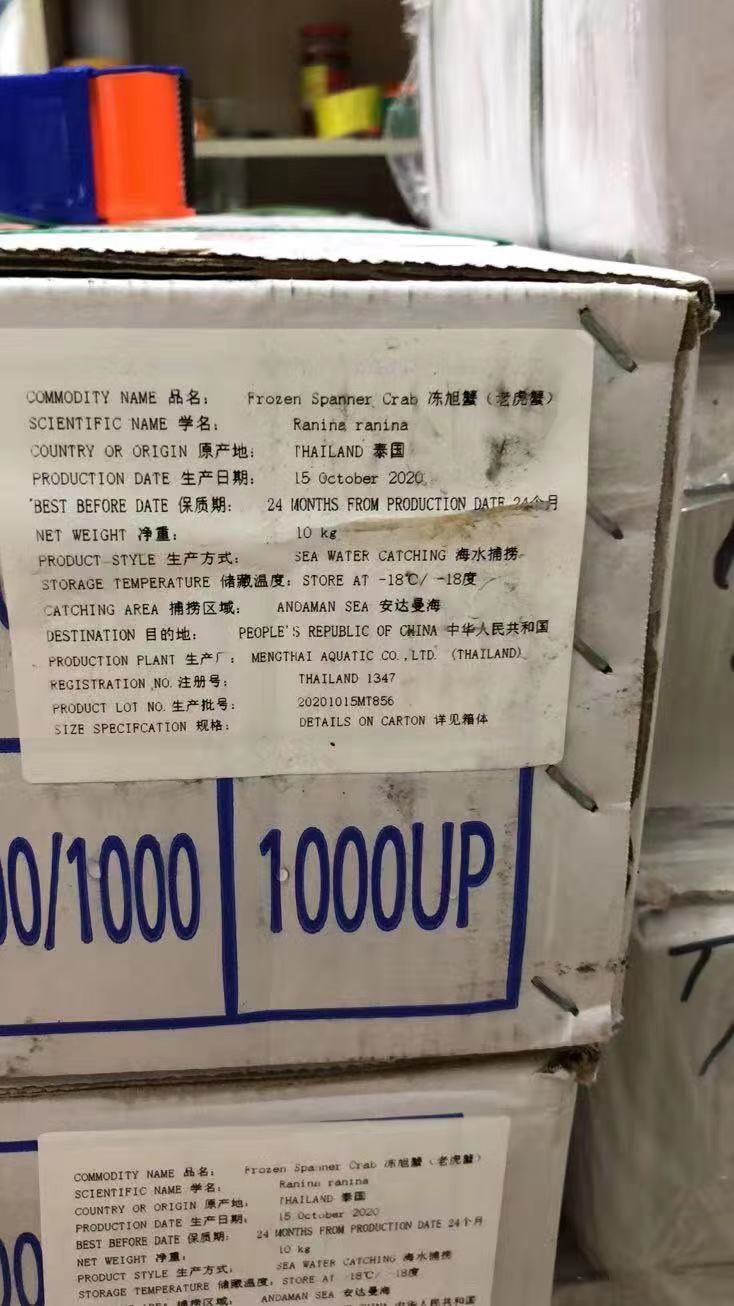 COMMODITY NAME 品名: Frozen Spanner Crab 冻旭蟹（老虎蟹）
SCIENTIFIC NAME 学名: Ranina ranina
COUNTRY OR ORIGIN 原产地: THAILAND 泰国
PRODUCTION DATE 生产日期: 15 October 2020
BEST BEFORE DATE 保质期: 24 MONTHS FROM PRODUCTION DATE 24个月
NET WEIGHT 净重: 10 kg
PRODUCT STYLE 生产方式: SEA WATER CATCHING 海水捕捞
STORAGE TEMPERATURE 储藏温度: STORE AT -18℃/ -18度
CATCHING AREA 捕捞区域: ANDAMAN SEA 安达曼海
DESTINATION 目的地: PEOPLE'S REPUBLIC OF CHINA 中华人民共和国
PRODUCTION PLANT 生产厂: MENGTHAI AQUATIC CO.,LTD. (THAILAND)
REGISTRATION NO. 注册号: THAILAND 1347
PRODUCT LOT NO. 生产批号: 20201015MT856
SIZE SPECIFCATION 规格: DETAILS ON CARTON 详见箱体
00/1000 1000UP
COMMODITY NAME 品名: Frozen Spanner Crab 冻旭蟹（老虎蟹）
SCIENTIFIC NAME 学名: Ranina ranina
COUNTRY OR ORIGIN 原产地: THAILAND 泰国
PRODUCTION DATE 生产日期: 15 October 2020
BEST BEFORE DATE 保质期: 24 MONTHS FROM PRODUCTION DATE 24个月
NET WEIGHT 净重: 10 kg
PRODUCT STYLE 生产方式: SEA WATER CATCHING 海水捕捞
STORAGE TEMPERATURE 储藏温度: STORE AT -18℃/ -18度
AREA 捕捞区域: ANDAMAN SEA 安达曼海